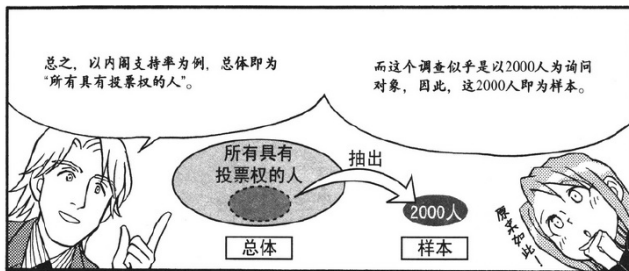 总之，以内阁支持率为例，总体即为
“所有具有投票权的人”。
而这个调查似乎是以2000人为询问
对象，因此，这2000人即为样本。
所有具有
投票权的人
抽出
2000人
总体
样本
原来如此！